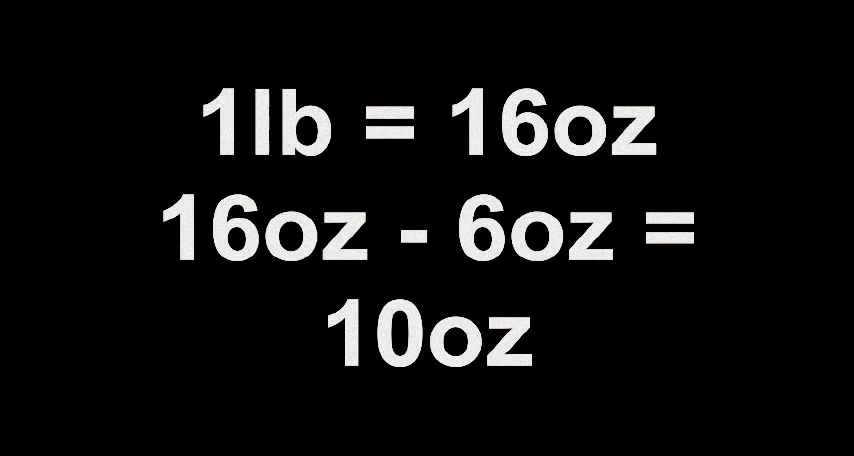 1lb = 16oz
16oz - 6oz =
10oz